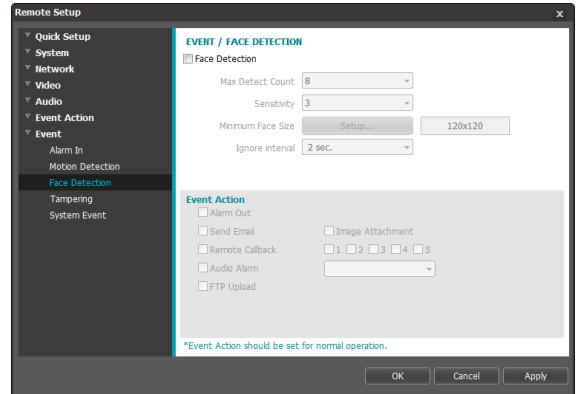 Remote Setup x
Quick Setup
System
Network
Video
Audio
Event Action
Event
Alarm In
Motion Detection
Face Detection
Tampering
System Event
EVENT / FACE DETECTION
Face Detection
Max Detect Count 8
Sensitivity 3
Minimum Face Size Setup... 120x120
Ignore interval 2 sec.
Event Action
Alarm Out
Send Email Image Attachment
Remote Callback 1 2 3 4 5
Audio Alarm
FTP Upload
*Event Action should be set for normal operation.
OK Cancel Apply